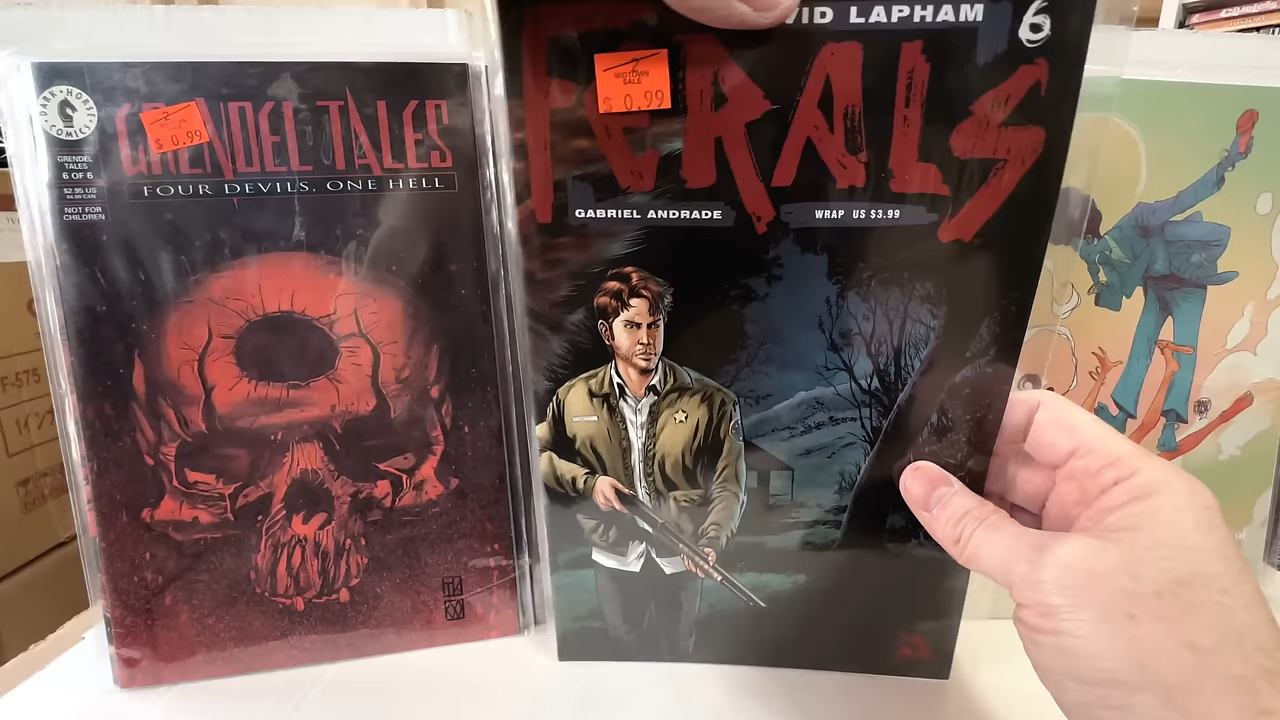 DARK HORSE
COMICS
GRENDEL TALES
FOUR DEVILS, ONE HELL
GRENDEL
TALES
6 OF 6
$2.95 US
NOT FOR
CHILDREN
$ 0.99
VID LAPHAM
6
FERALS
MIDTOWN
SALE
$ 0.99
GABRIEL ANDRADE
WRAP US $3.99
F-575